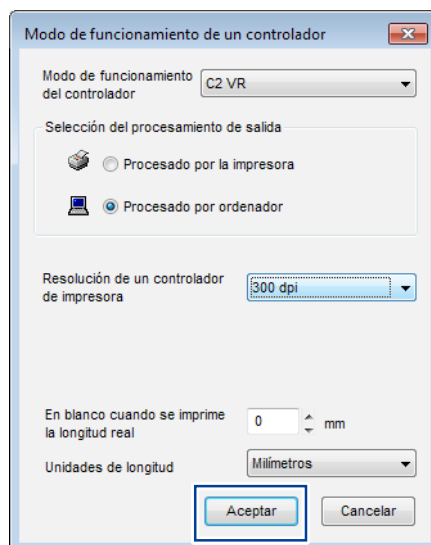 Modo de funcionamiento de un controlador
Modo de funcionamiento
del controlador
C2 VR
Selección del procesamiento de salida
Procesado por la impresora
Procesado por ordenador
Resolución de un controlador
de impresora
300 dpi
En blanco cuando se imprime
la longitud real
0 mm
Unidades de longitud
Milímetros
Aceptar
Cancelar